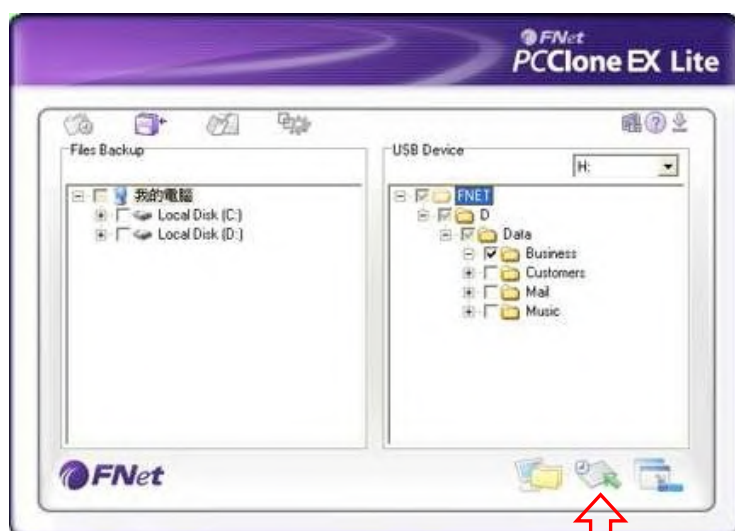 FNet
PCClone EX Lite
Files Backup
USB Device
H:
我的電腦
Local Disk (C:)
Local Disk (D:)
FNET
D
Data
Business
Customers
Mail
Music
FNet